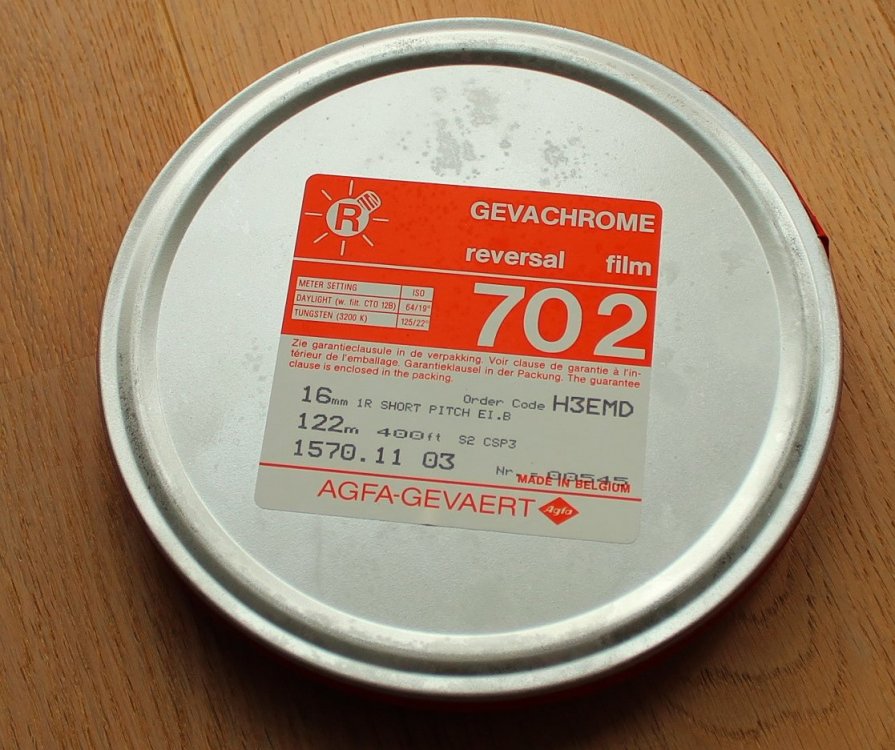 R
GEVACHROME
reversal film
METER SETTING ISO
DAYLIGHT (w. filt. CTO 12B) 64/19°
TUNGSTEN (3200 K) 125/22°
702
Zie garantieclausule in de verpakking. Voir clause de garantie à l'in-
térieur de l'emballage. Garantieklausel in der Packung. The guarantee
clause is enclosed in the packing.
16mm 1R SHORT PITCH EI.B Order Code H3EMD
122m 400ft S2 CSP3
1570.11 03
Nr.
MADE IN BELGIUM
AGFA-GEVAERT Agfa